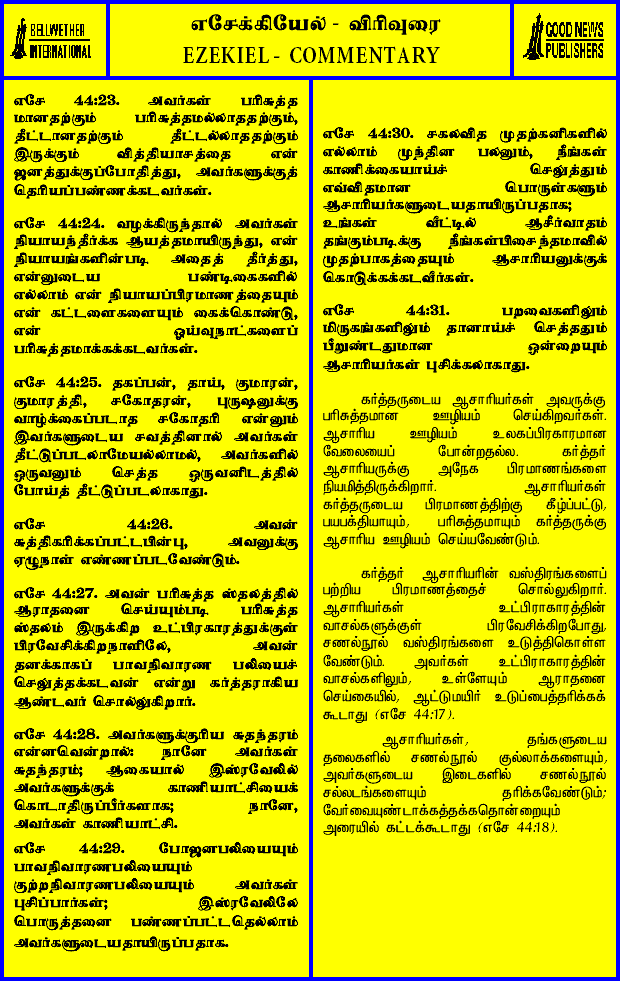 BELLWETHER
INTERNATIONAL
எசேக்கியேல் - விரிவுரை
EZEKIEL - COMMENTARY
GOOD NEWS
PUBLISHERS
எசே 44:23. அவர்கள் பரிசுத்த
மானதற்கும் பரிசுத்தமல்லாததற்கும்,
தீட்டானதற்கும் தீட்டல்லாததற்கும்
இருக்கும் வித்தியாசத்தை என்
ஜனத்துக்குப்போதித்து, அவர்களுக்குத்
தெரியப்பண்ணக்கடவர்கள்.
எசே 44:24. வழக்கிருந்தால் அவர்கள்
நியாயந்தீர்க்க ஆயத்தமாயிருந்து, என்
நியாயங்களின்படி அதைத் தீர்த்து,
என்னுடைய பண்டிகைகளில்
எல்லாம் என் நியாயப்பிரமாணத்தையும்
என் கட்டளைகளையும் கைக்கொண்டு,
என் ஓய்வுநாட்களைப்
பரிசுத்தமாக்கக்கடவர்கள்.
எசே 44:25. தகப்பன், தாய், குமாரன்,
குமாரத்தி, சகோதரன், புருஷனுக்கு
வாழ்க்கைப்படாத சகோதரி என்னும்
இவர்களுடைய சவத்தினால் அவர்கள்
தீட்டுப்படலாமேயல்லாமல், அவர்களில்
ஒருவனும் செத்த ஒருவனிடத்தில்
போய்த் தீட்டுப்படலாகாது.
எசே 44:26. அவன்
சுத்திகரிக்கப்பட்டபின்பு, அவனுக்கு
ஏழுநாள் எண்ணப்படவேண்டும்.
எசே 44:27. அவன் பரிசுத்த ஸ்தலத்தில்
ஆராதனை செய்யும்படி பரிசுத்த
ஸ்தலம் இருக்கிற உட்பிரகாரத்துக்குள்
பிரவேசிக்கிறநாளிலே, அவன்
தனக்காகப் பாவநிவாரண பலியைச்
செலுத்தக்கடவன் என்று கர்த்தராகிய
ஆண்டவர் சொல்லுகிறார்.
எசே 44:28. அவர்களுக்குரிய சுதந்தரம்
என்னவென்றால்: நானே அவர்கள்
சுதந்தரம்; ஆகையால் இஸ்ரவேலில்
அவர்களுக்குக் காணியாட்சியைக்
கொடாதிருப்பீர்களாக; நானே,
அவர்கள் காணியாட்சி.
எசே 44:29. போஜனபலியையும்
பாவநிவாரணபலியையும்
குற்றநிவாரணபலியையும் அவர்கள்
புசிப்பார்கள்; இஸ்ரவேலிலே
பொருத்தனை பண்ணப்பட்டதெல்லாம்
அவர்களுடையதாயிருப்பதாக.
எசே 44:30. சகலவித முதற்கனிகளில்
எல்லாம் முந்தின பலனும், நீங்கள்
காணிக்கையாய்ச் செலுத்தும்
எவ்விதமான பொருள்களும்
ஆசாரியர்களுடையதாயிருப்பதாக;
உங்கள் வீட்டில் ஆசீர்வாதம்
தங்கும்படிக்கு நீங்கள்பிசைந்தமாவில்
முதற்பாகத்தையும் ஆசாரியனுக்குக்
கொடுக்கக்கடவீர்கள்.
எசே 44:31. பறவைகளிலும்
மிருகங்களிலும் தானாய்ச் செத்ததும்
பீறுண்டதுமான ஒன்றையும்
ஆசாரியர்கள் புசிக்கலாகாது.
கர்த்தருடைய ஆசாரியர்கள் அவருக்கு
பரிசுத்தமான ஊழியம் செய்கிறவர்கள்.
ஆசாரிய ஊழியம் உலகப்பிரகாரமான
வேலையைப் போன்றதல்ல. கர்த்தர்
ஆசாரியருக்கு அநேக பிரமாணங்களை
நியமித்திருக்கிறார். ஆசாரியர்கள்
கர்த்தருடைய பிரமாணத்திற்கு கீழ்ப்பட்டு,
பயபக்தியாயும், பரிசுத்தமாயும் கர்த்தருக்கு
ஆசாரிய ஊழியம் செய்யவேண்டும்.
கர்த்தர் ஆசாரியரின் வஸ்திரங்களைப்
பற்றிய பிரமாணத்தைச் சொல்லுகிறார்.
ஆசாரியர்கள் உட்பிராகாரத்தின்
வாசல்களுக்குள் பிரவேசிக்கிறபோது,
சணல்நூல் வஸ்திரங்களை உடுத்திகொள்ள
வேண்டும். அவர்கள் உட்பிராகாரத்தின்
வாசல்களிலும், உள்ளேயும் ஆராதனை
செய்கையில், ஆட்டுமயிர் உடுப்பைத்தரிக்கக்
கூடாது (எசே 44:17).
ஆசாரியர்கள், தங்களுடைய
தலைகளில் சணல்நூல் குல்லாக்களையும்,
அவர்களுடைய இடைகளில் சணல்நூல்
சல்லடங்களையும் தரிக்கவேண்டும்;
வேர்வையுண்டாக்கத்தக்கதொன்றையும்
அரையில் கட்டக்கூடாது (எசே 44:18).